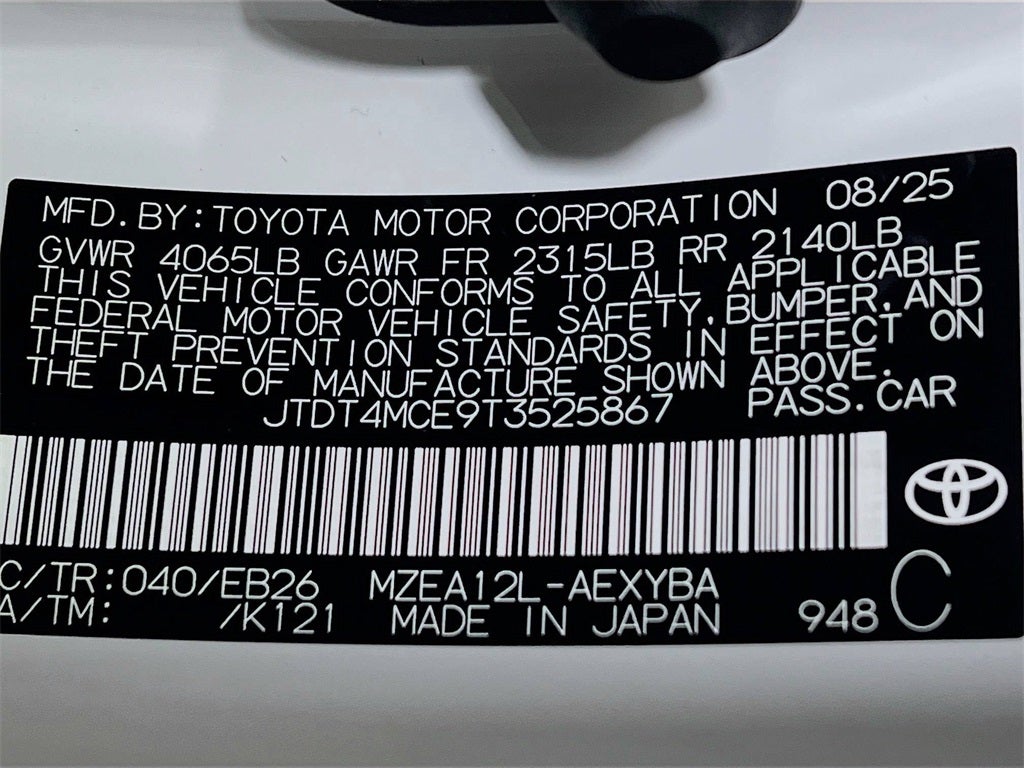 MFD.BY:TOYOTA MOTOR CORPORATION 08/25
GVWR 4065LB GAWR FR 2315LB RR 2140LB
THIS VEHICLE CONFORMS TO ALL APPLICABLE
FEDERAL MOTOR VEHICLE SAFETY,BUMPER,AND
THEFT PREVENTION STANDARDS IN EFFECT ON
THE DATE OF MANUFACTURE SHOWN ABOVE.
JTDT4MCE9T3525867 PASS.CAR
C/TR:040/EB26 MZEA12L-AEXYBA C
A/TM: /K121 MADE IN JAPAN 948